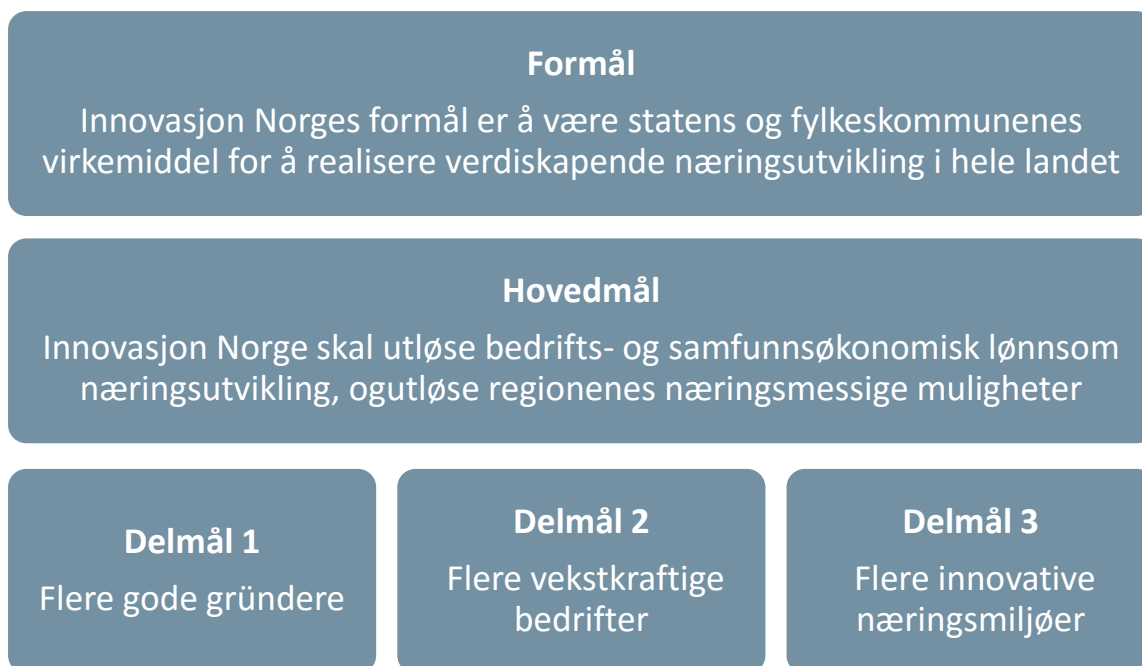 Formål
Innovasjon Norges formål er å være statens og fylkeskommunenes
virkemiddel for å realisere verdiskapende næringsutvikling i hele landet
Hovedmål
Innovasjon Norge skal utløse bedrifts- og samfunnsøkonomisk lønnsom
næringsutvikling, ogutløse regionenes næringsmessige muligheter
Delmål 1
Flere gode gründere
Delmål 2
Flere vekstkraftige
bedrifter
Delmål 3
Flere innovative
næringsmiljøer